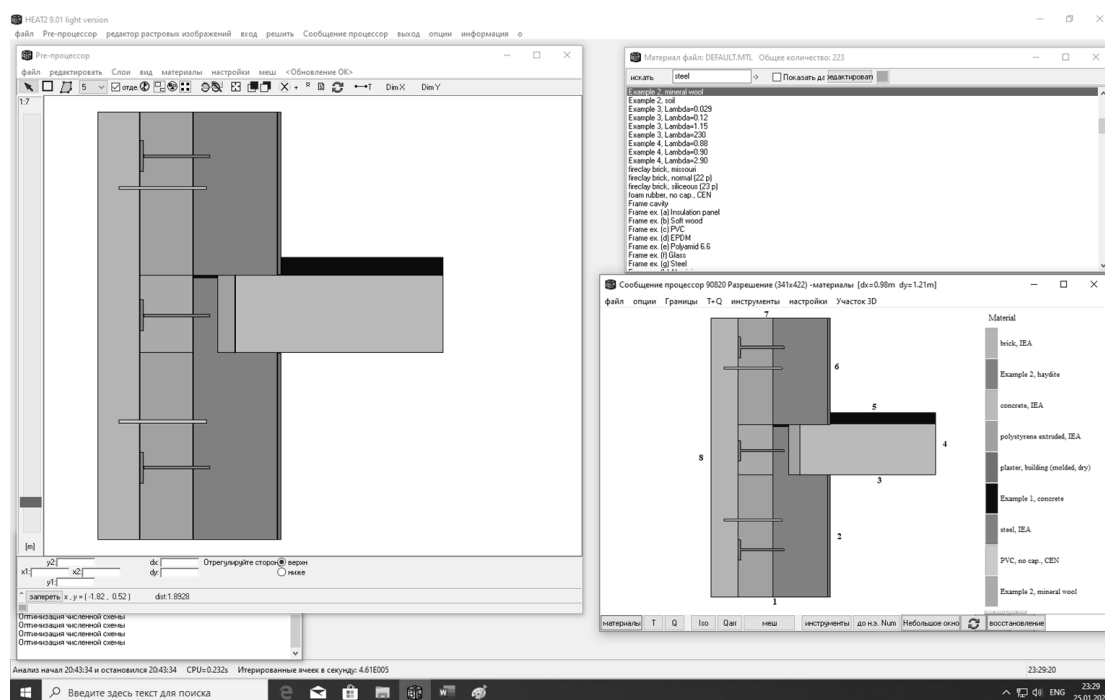 HEAT2 9.01 light version
файл Pre-процессор редактор растровых изображений вход решить Сообщение процессор выход опции информация о
Pre-процессор
файл редактировать Слои вид материалы настройки меш <Обновление ОК>
5 отде. X + T DimX DimY
1:7
[m]
y2: dx: Отрегулируйте сторон верхн
x1: x2: dy: ниже
y1:
^ запереть x , y = ( -1.82 , 0.52 ) dist:1.8928
Оптимизация численной схемы
Оптимизация численной схемы
Оптимизация численной схемы
Оптимизация численной схемы
Материал файл: DEFAULT.MTL Общее количество: 223
искать steel -> Показать да редактироват
Example 2, mineral wool
Example 2, soil
Example 3, Lambda=0.029
Example 3, Lambda=0.12
Example 3, Lambda=1.15
Example 3, Lambda=230
Example 4, Lambda=0.88
Example 4, Lambda=0.90
Example 4, Lambda=2.90
fireclay brick, missouri
fireclay brick, normal (22 p)
fireclay brick, siliceous (23 p)
foam rubber, no cap., CEN
Frame cavity
Frame ex. (a) Insulation panel
Frame ex. (b) Soft wood
Frame ex. (c) PVC
Frame ex. (d) EPDM
Frame ex. (e) Polyamid 6.6
Frame ex. (f) Glass
Frame ex. (g) Steel
Сообщение процессор 90820 Разрешение (341x422) -материалы [dx=0.98m dy=1.21m]
файл опции Границы T+Q инструменты настройки Участок 3D
7
6
5
4
8
3
2
1
Material
brick, IEA
Example 2, haydite
concrete, IEA
polystyrene extruded, IEA
plaster, building (molded, dry)
Example 1, concrete
steel, IEA
PVC, no cap., CEN
Example 2, mineral wool
материалы T Q Iso Qarr меш инструменты до н.э. Num Небольшое окно восстановление
Анализ начал 20:43:34 и остановился 20:43:34 CPU=0.232s Итерированные ячеек в секунду: 4.61E005
23:29:20
Введите здесь текст для поиска
ENG
23:29
25.01.202